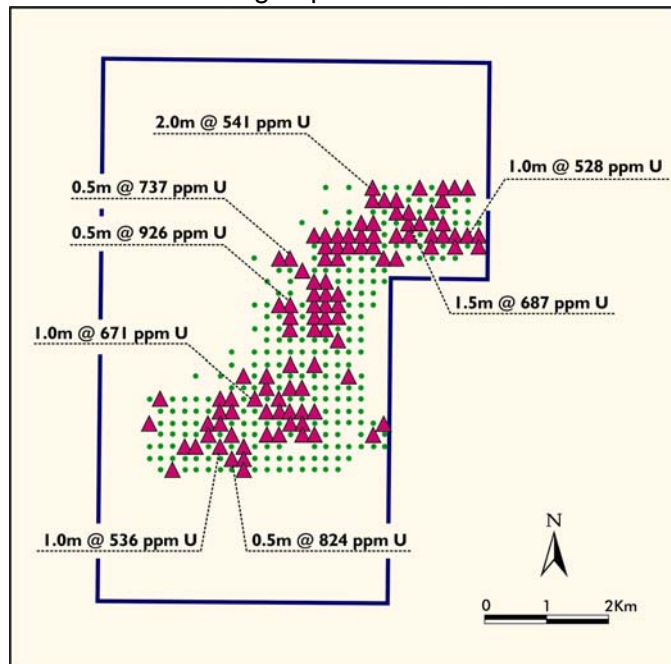 2.0m @ 541 ppm U
1.0m @ 528 ppm U
0.5m @ 737 ppm U
0.5m @ 926 ppm U
1.5m @ 687 ppm U
1.0m @ 671 ppm U
1.0m @ 536 ppm U
0.5m @ 824 ppm U
N
0 1 2Km